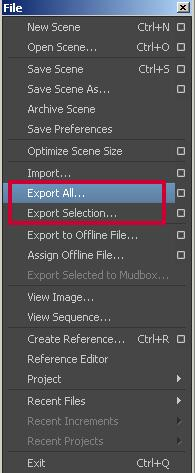 File
New Scene Ctrl+N
Open Scene... Ctrl+O
Save Scene Ctrl+S
Save Scene As...
Archive Scene
Save Preferences
Optimize Scene Size
Import...
Export All...
Export Selection...
Export to Offline File...
Assign Offline File...
Export Selected to Mudbox...
View Image...
View Sequence...
Create Reference... Ctrl+R
Reference Editor
Project
Recent Files
Recent Increments
Recent Projects
Exit Ctrl+Q